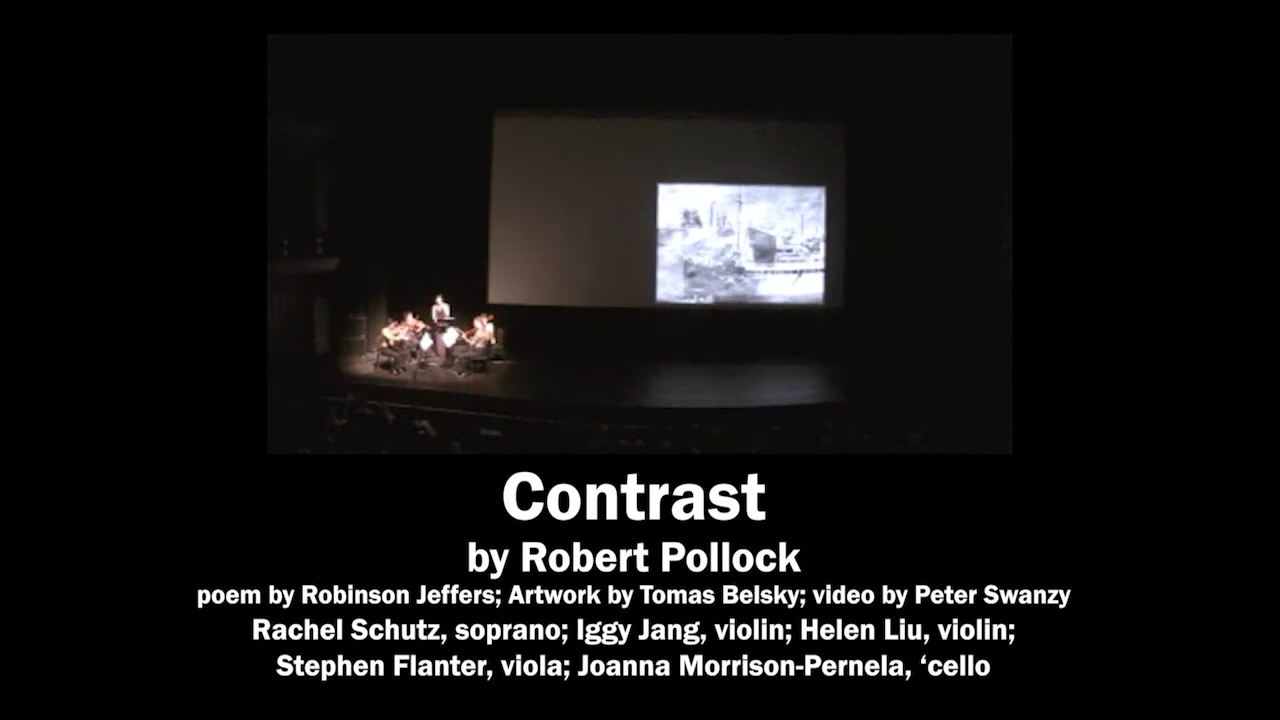 Contrast
by Robert Pollock
poem by Robinson Jeffers; Artwork by Tomas Belsky; video by Peter Swanzy
Rachel Schutz, soprano; Iggy Jang, violin; Helen Liu, violin;
Stephen Flanter, viola; Joanna Morrison-Pernela, ‘cello